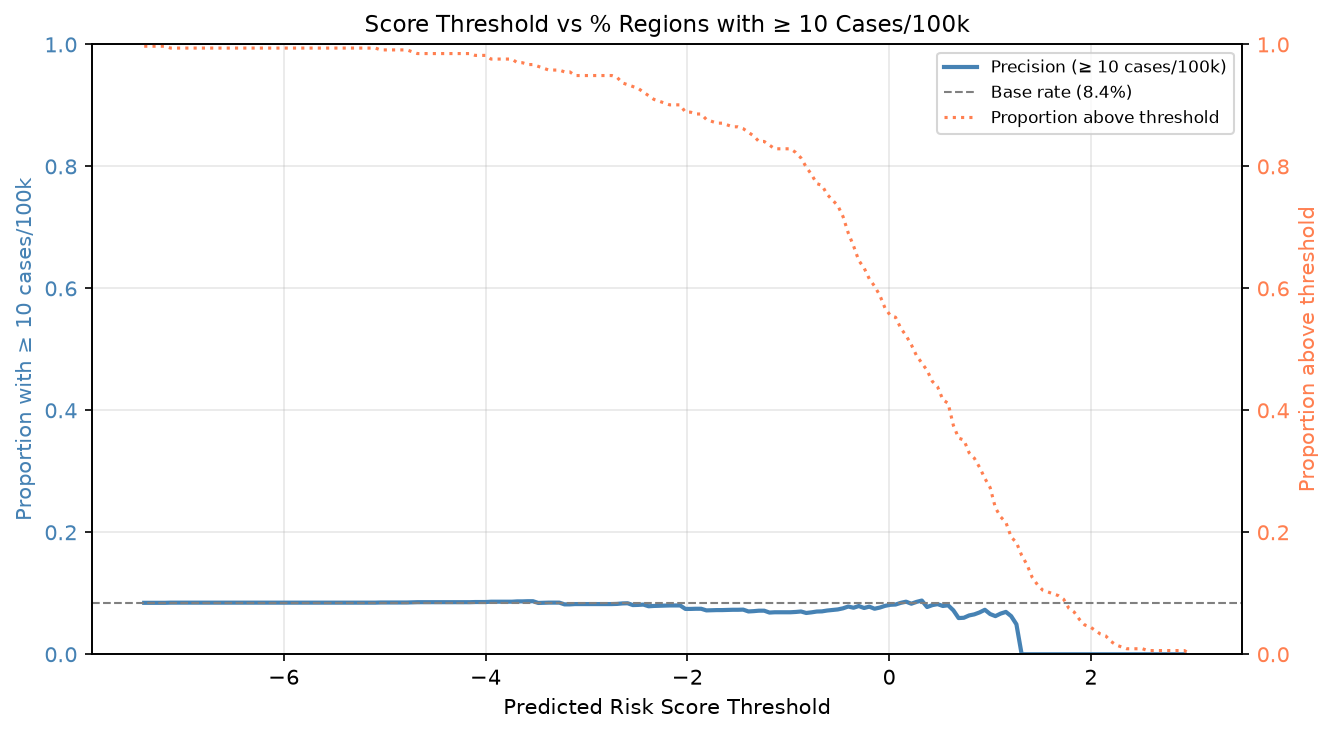 Score Threshold vs % Regions with ≥ 10 Cases/100k
Precision (≥ 10 cases/100k)
Base rate (8.4%)
Proportion above threshold
1.0
0.8
0.6
0.4
0.2
0.0
Proportion with ≥ 10 cases/100k
1.0
0.8
0.6
0.4
0.2
0.0
Proportion above threshold
−6 −4 −2 0 2
Predicted Risk Score Threshold